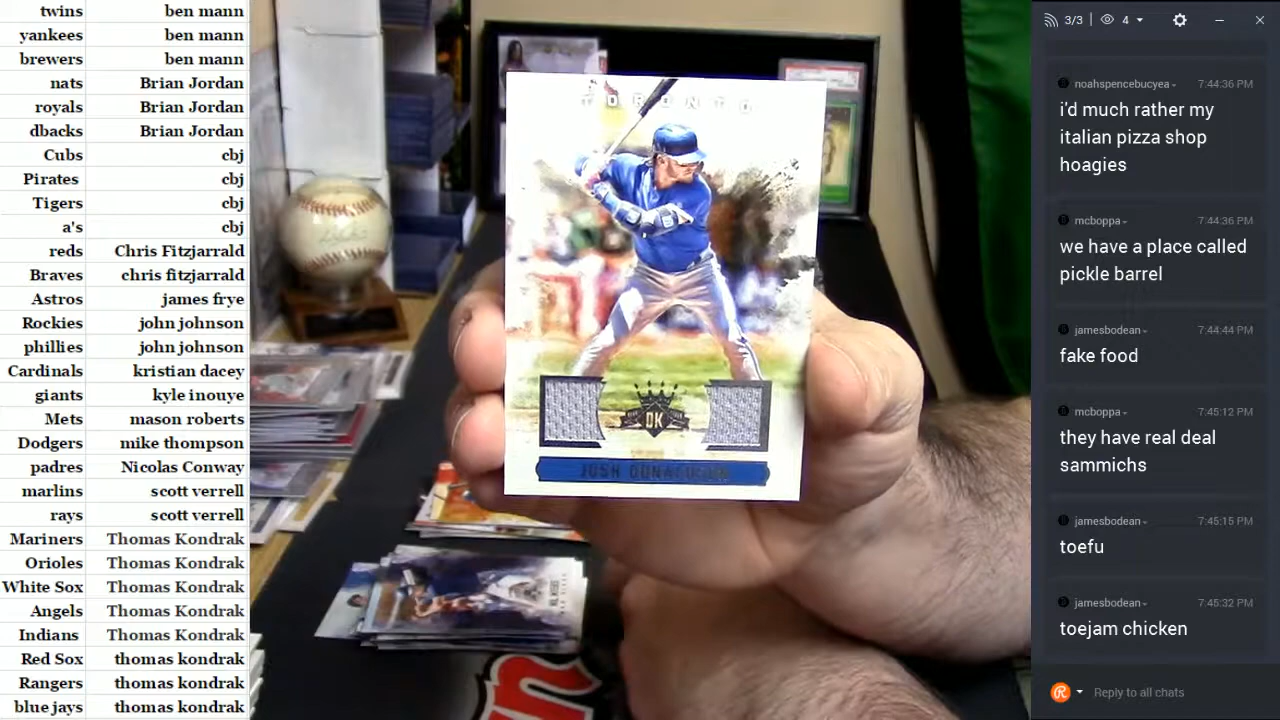 twins ben mann
yankees ben mann
brewers ben mann
nats Brian Jordan
royals Brian Jordan
dbacks Brian Jordan
Cubs cbj
Pirates cbj
Tigers cbj
a's cbj
reds Chris Fitzjarrald
Braves chris fitzjarrald
Astros james frye
Rockies john johnson
phillies john johnson
Cardinals kristian dacey
giants kyle inouye
Mets mason roberts
Dodgers mike thompson
padres Nicolas Conway
marlins scott verrell
rays scott verrell
Mariners Thomas Kondrak
Orioles Thomas Kondrak
White Sox Thomas Kondrak
Angels Thomas Kondrak
Indians Thomas Kondrak
Red Sox thomas kondrak
Rangers thomas kondrak
blue jays thomas kondrak
TORONTO
DK
JOSH DONALDSON
3/3 4
noahspencebucyea 7:44:36 PM
i'd much rather my
italian pizza shop
hoagies
mcboppa 7:44:36 PM
we have a place called
pickle barrel
jamesbodean 7:44:44 PM
fake food
mcboppa 7:45:12 PM
they have real deal
sammichs
jamesbodean 7:45:15 PM
toefu
jamesbodean 7:45:32 PM
toejam chicken
Reply to all chats